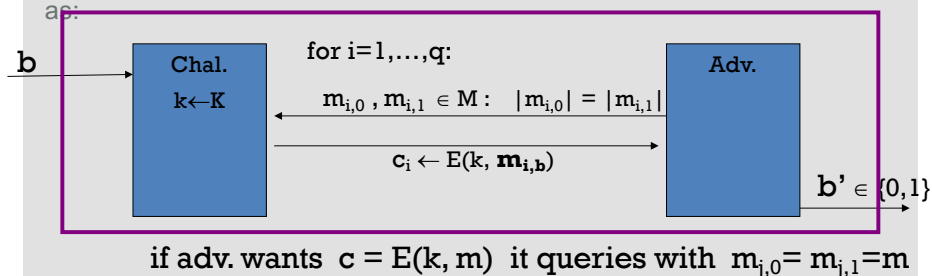 as:
b
Chal.
k←K
for i=1,…,q:
m_{i,0} , m_{i,1} ∈ M : |m_{i,0}| = |m_{i,1}|
c_i ← E(k, m_{i,b})
Adv.
b’ ∈ {0,1}
if adv. wants c = E(k, m) it queries with m_{j,0}= m_{j,1}=m